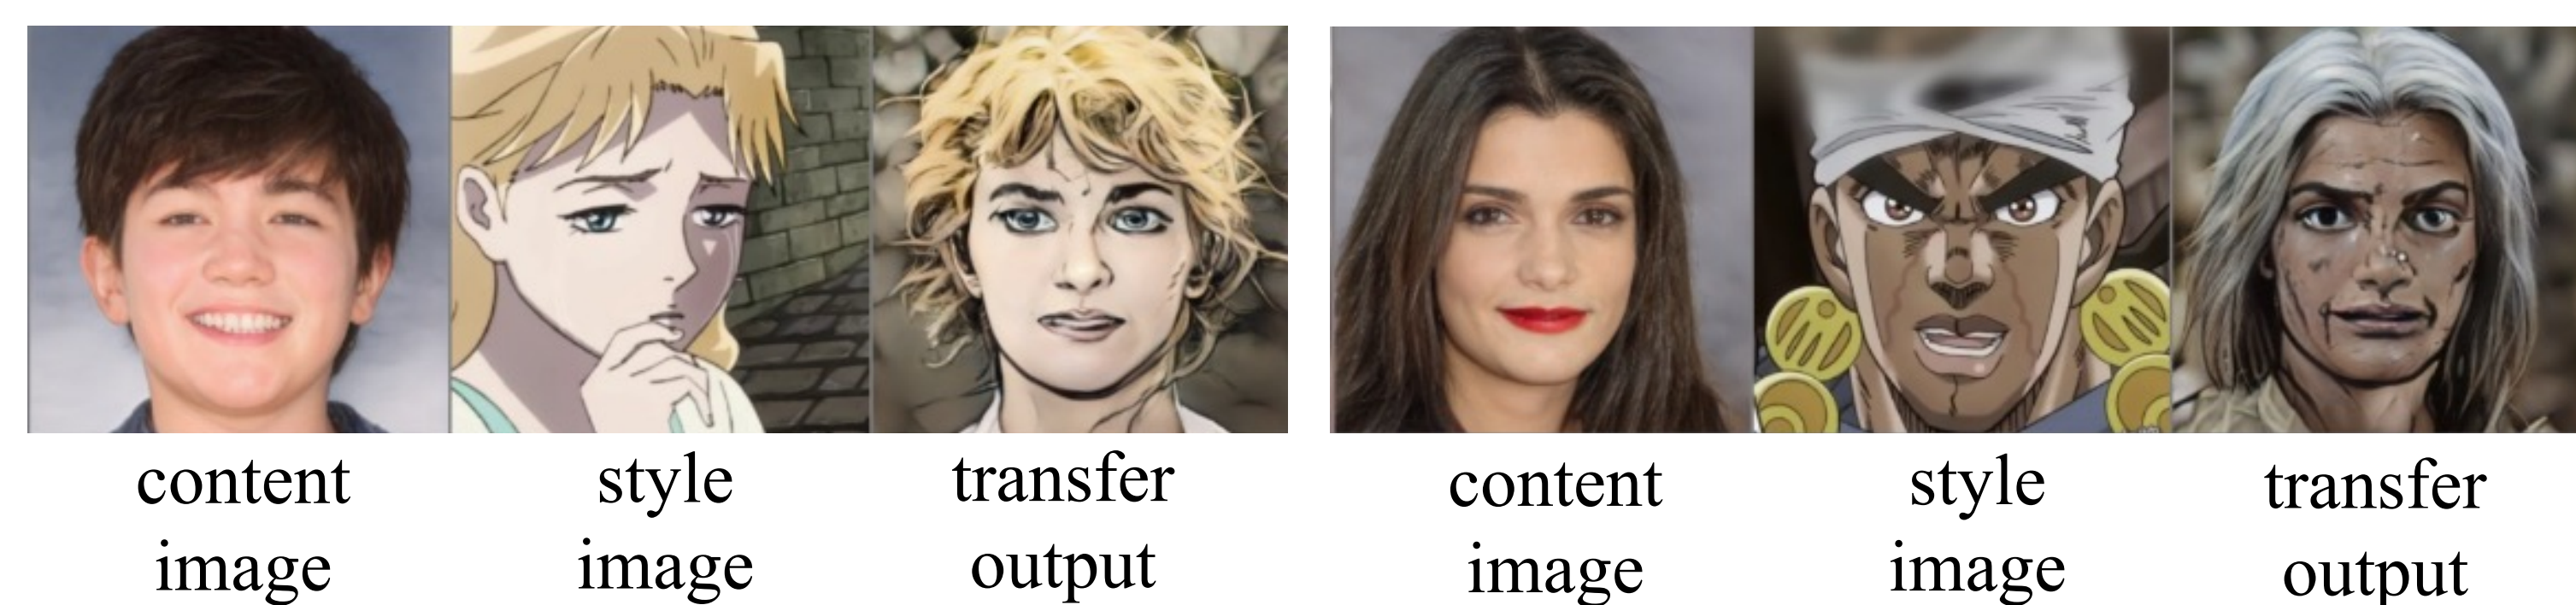 content
image
style
image
transfer
output
content
image
style
image
transfer
output